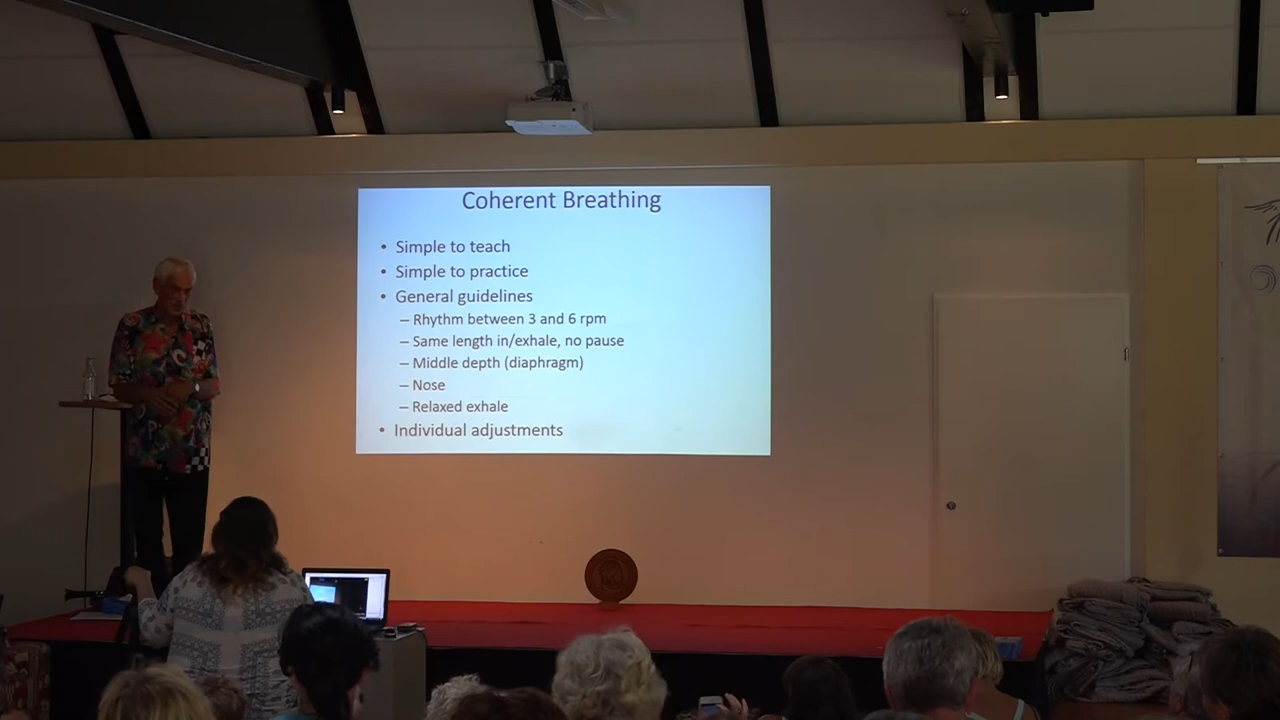 Coherent Breathing
• Simple to teach
• Simple to practice
• General guidelines
– Rhythm between 3 and 6 rpm
– Same length in/exhale, no pause
– Middle depth (diaphragm)
– Nose
– Relaxed exhale
• Individual adjustments